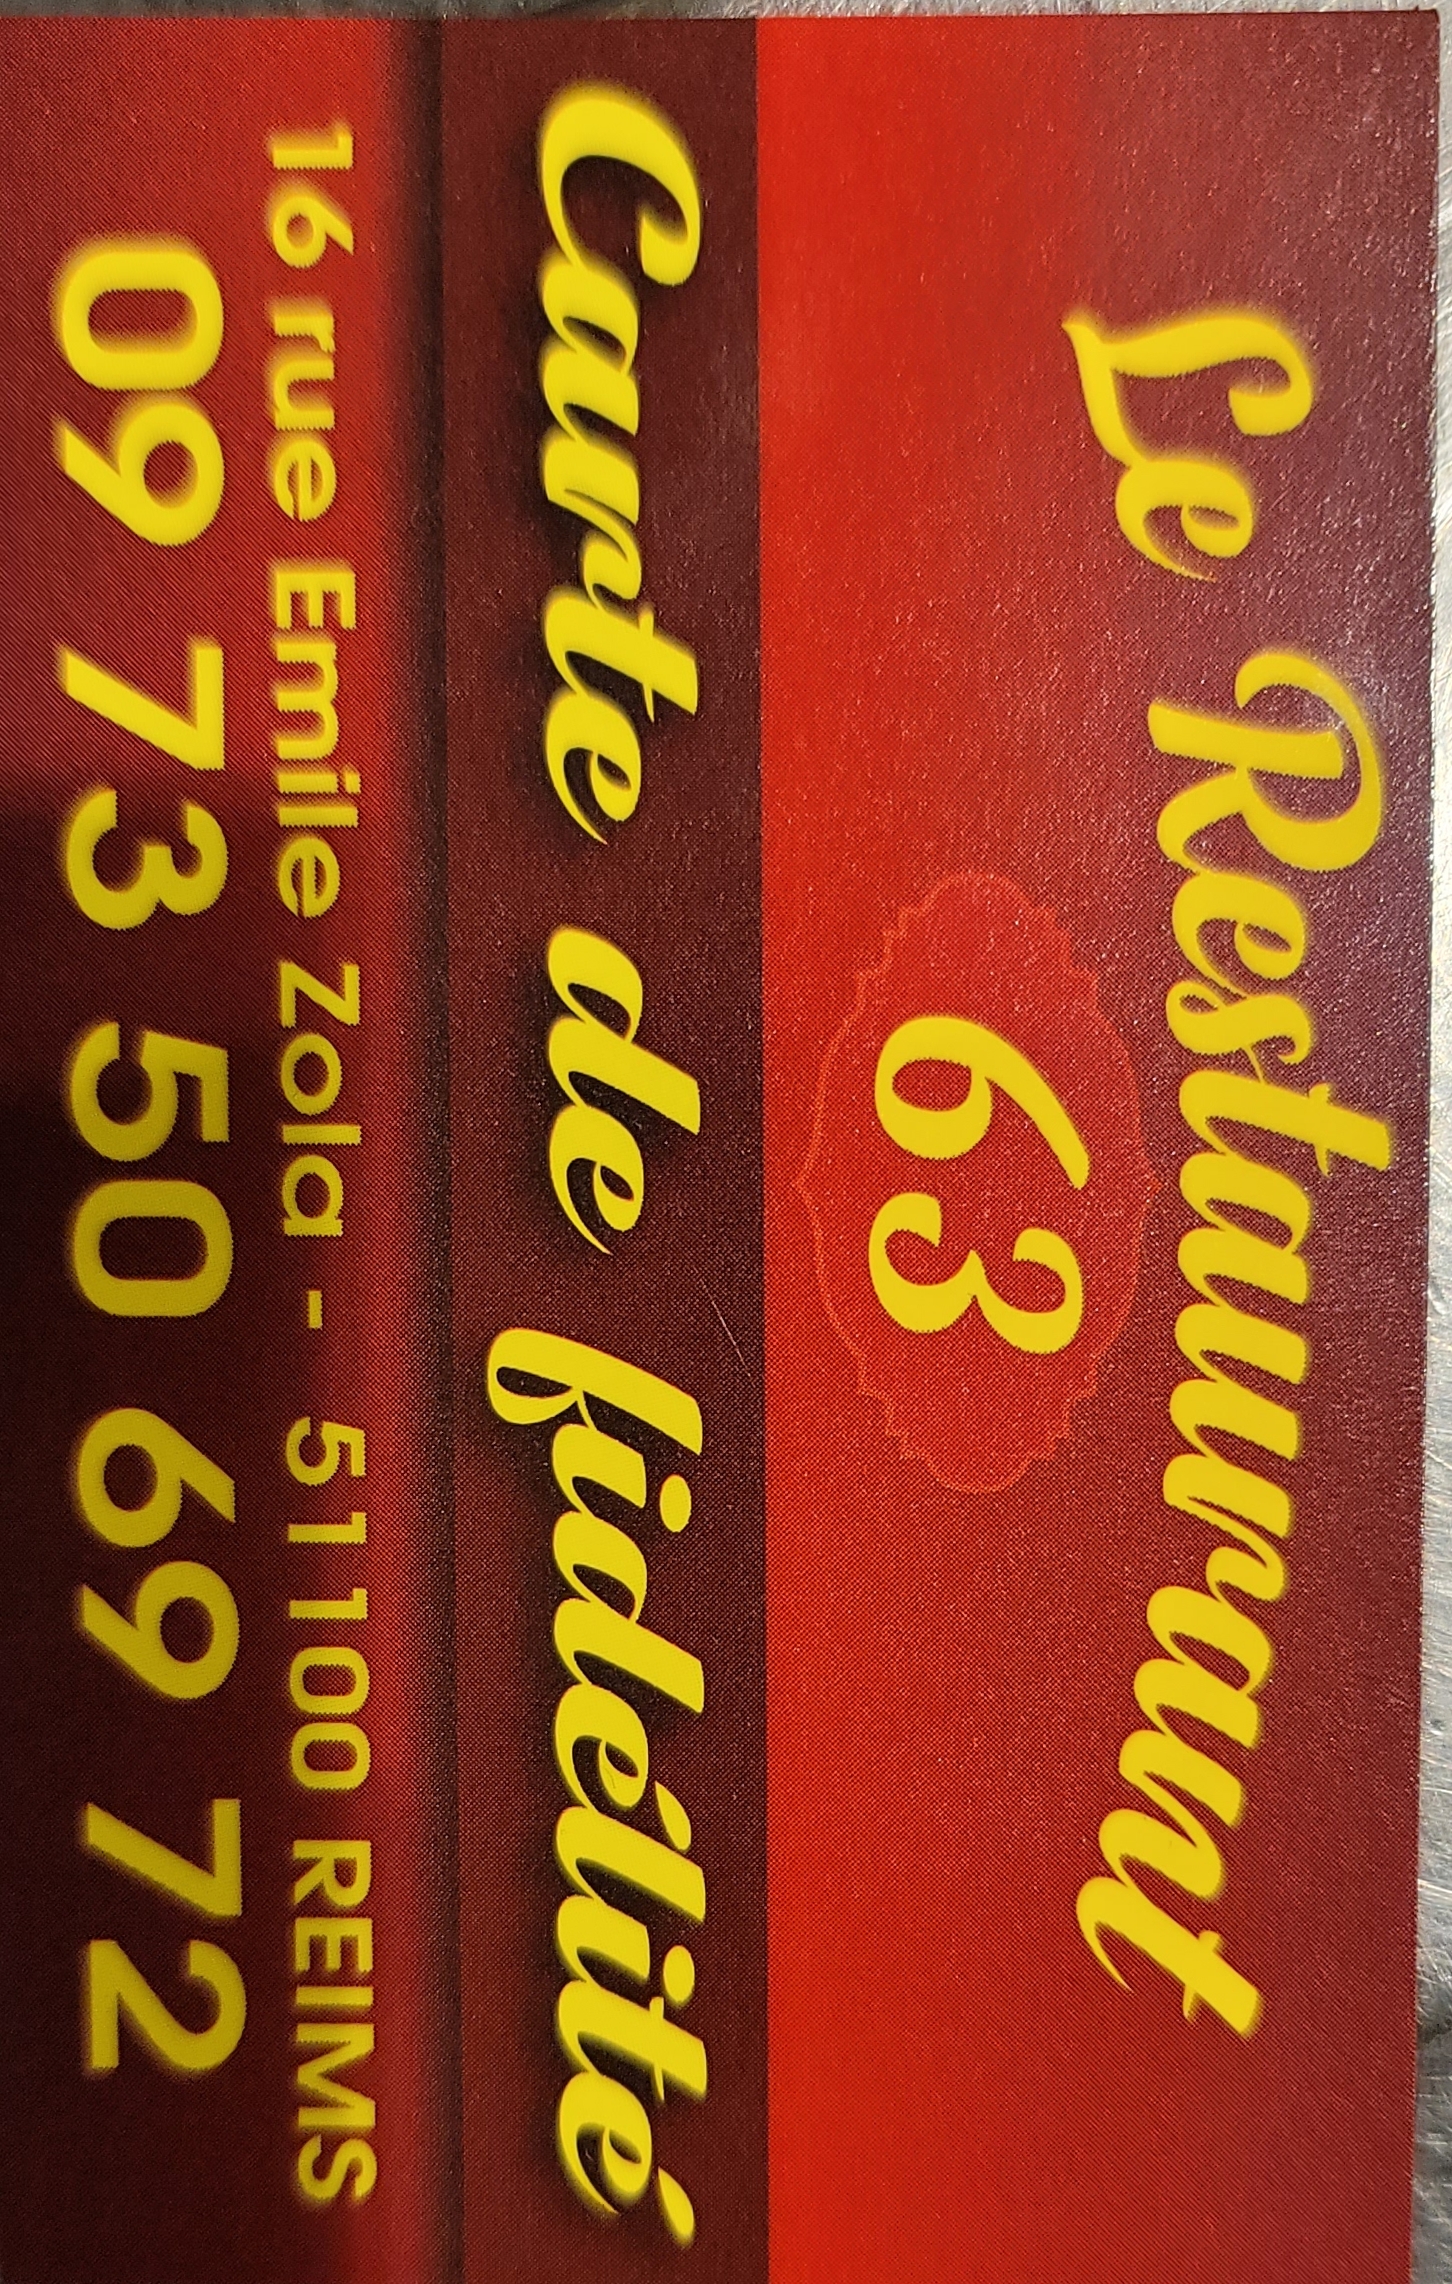 Le Restaurant
63
Carte de fidélité
16 rue Emile Zola - 51100 REIMS
09 73 50 69 72